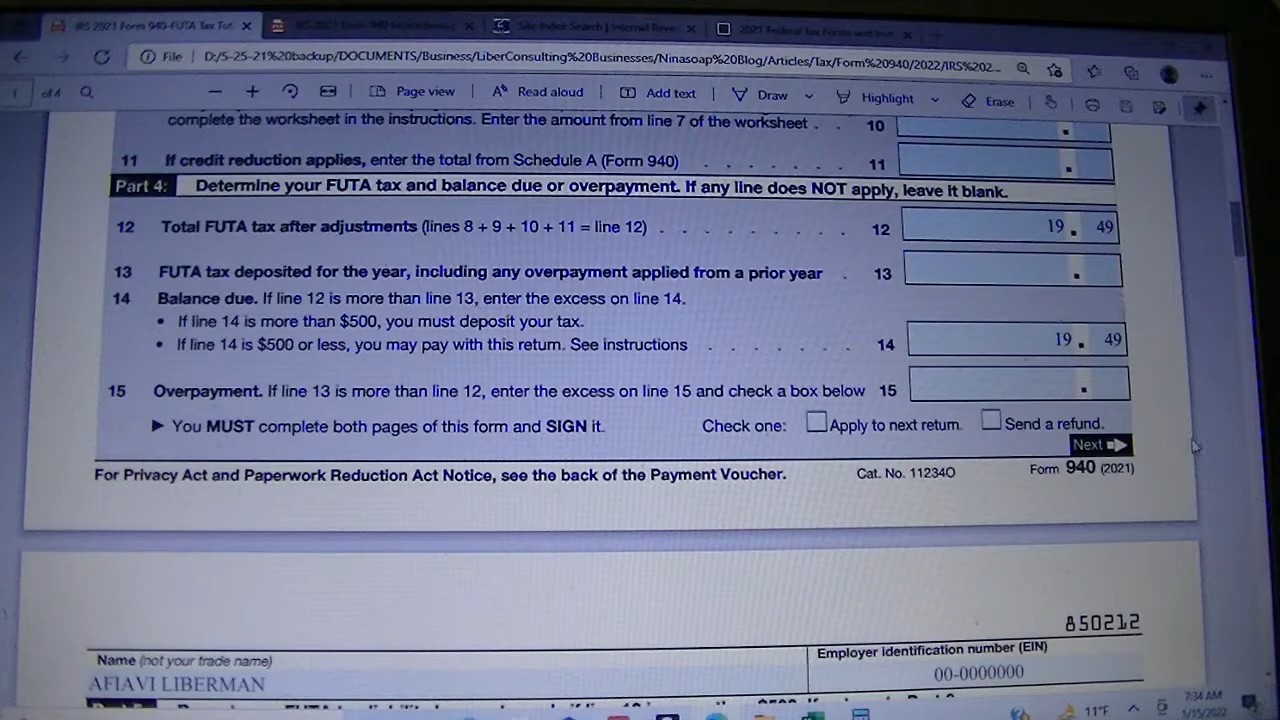 IRS 2021 Form 940-FUTA Tax Tut
Site Index Search | Internal Reve
2021 Federal Tax Forms and Inst
File | D:/5-25-21%20backup/DOCUMENTS/Business/LiberConsulting%20Businesses/Ninasoap%20Blog/Articles/Tax/Form%20940/2022/IRS%202...
1 of 4 Page view Read aloud Add text Draw Highlight Erase
complete the worksheet in the instructions. Enter the amount from line 7 of the worksheet . . 10 .
11 If credit reduction applies, enter the total from Schedule A (Form 940) . . . . . . . 11 .
Part 4: Determine your FUTA tax and balance due or overpayment. If any line does NOT apply, leave it blank.
12 Total FUTA tax after adjustments (lines 8 + 9 + 10 + 11 = line 12) . . . . . . . . . 12 19 . 49
13 FUTA tax deposited for the year, including any overpayment applied from a prior year . 13 .
14 Balance due. If line 12 is more than line 13, enter the excess on line 14.
• If line 14 is more than $500, you must deposit your tax.
• If line 14 is $500 or less, you may pay with this return. See instructions . . . . . . . 14 19 . 49
15 Overpayment. If line 13 is more than line 12, enter the excess on line 15 and check a box below 15 .
▶ You MUST complete both pages of this form and SIGN it. Check one: Apply to next return. Send a refund.
Next
For Privacy Act and Paperwork Reduction Act Notice, see the back of the Payment Voucher. Cat. No. 11234O Form 940 (2021)
850212
Name (not your trade name) Employer identification number (EIN)
AFIAVI LIBERMAN 00-0000000
11°F 7:34 AM
1/15/2022